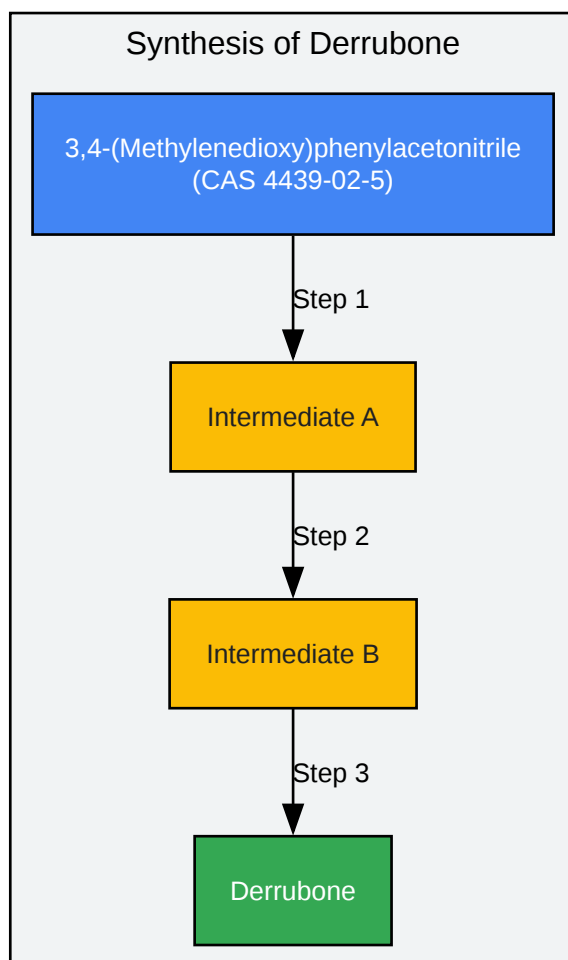 Synthesis of Derrubone
3,4-(Methylenedioxy)phenylacetonitrile
(CAS 4439-02-5)
Step 1
Intermediate A
Step 2
Intermediate B
Step 3
Derrubone